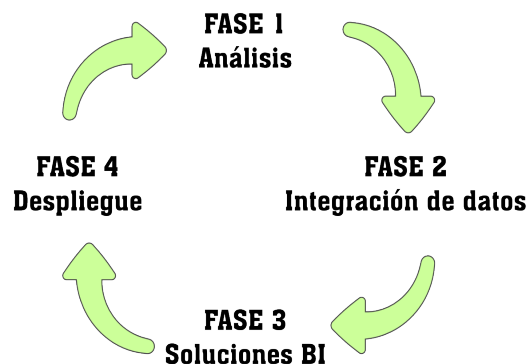 FASE 1
Análisis
FASE 2
Integración de datos
FASE 3
Soluciones BI
FASE 4
Despliegue